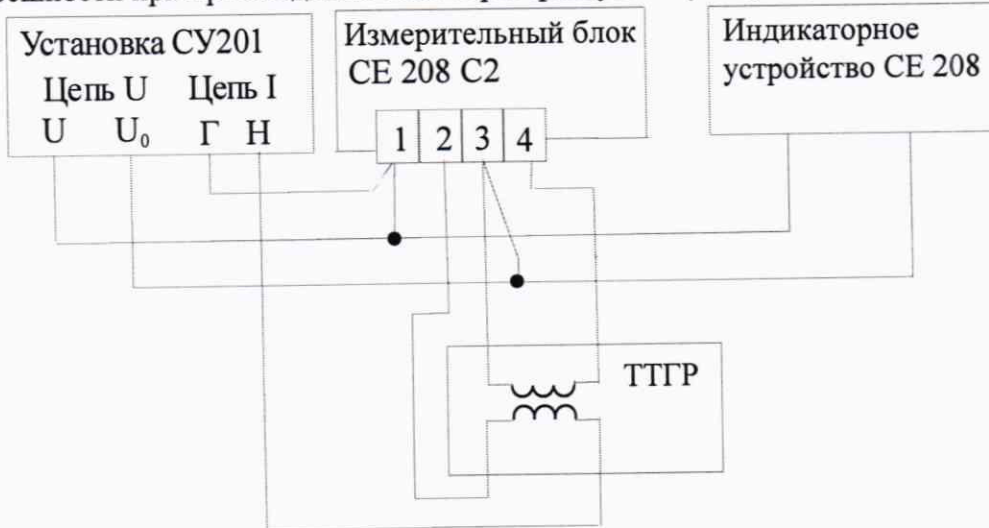 Установка СУ201
Цепь U Цепь I
U U₀ Г Н
Измерительный блок
СЕ 208 С2
1 2 3 4
Индикаторное
устройство СЕ 208
ТТГР